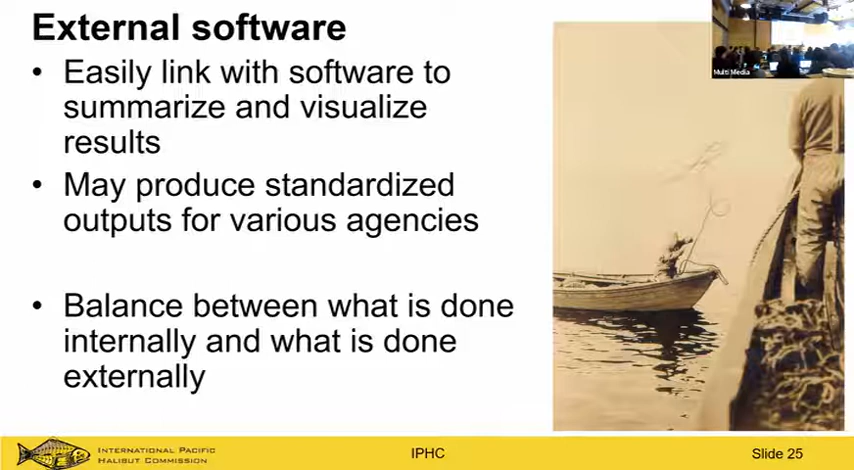 External software
• Easily link with software to
summarize and visualize
results
• May produce standardized
outputs for various agencies
• Balance between what is done
internally and what is done
externally
Multi Media
INTERNATIONAL PACIFIC
HALIBUT COMMISSION
IPHC
Slide 25